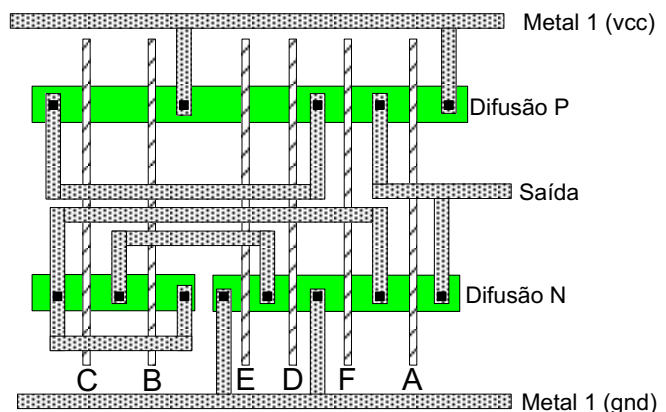 Metal 1 (vcc)
Difusão P
Saída
Difusão N
C B E D F A
Metal 1 (gnd)